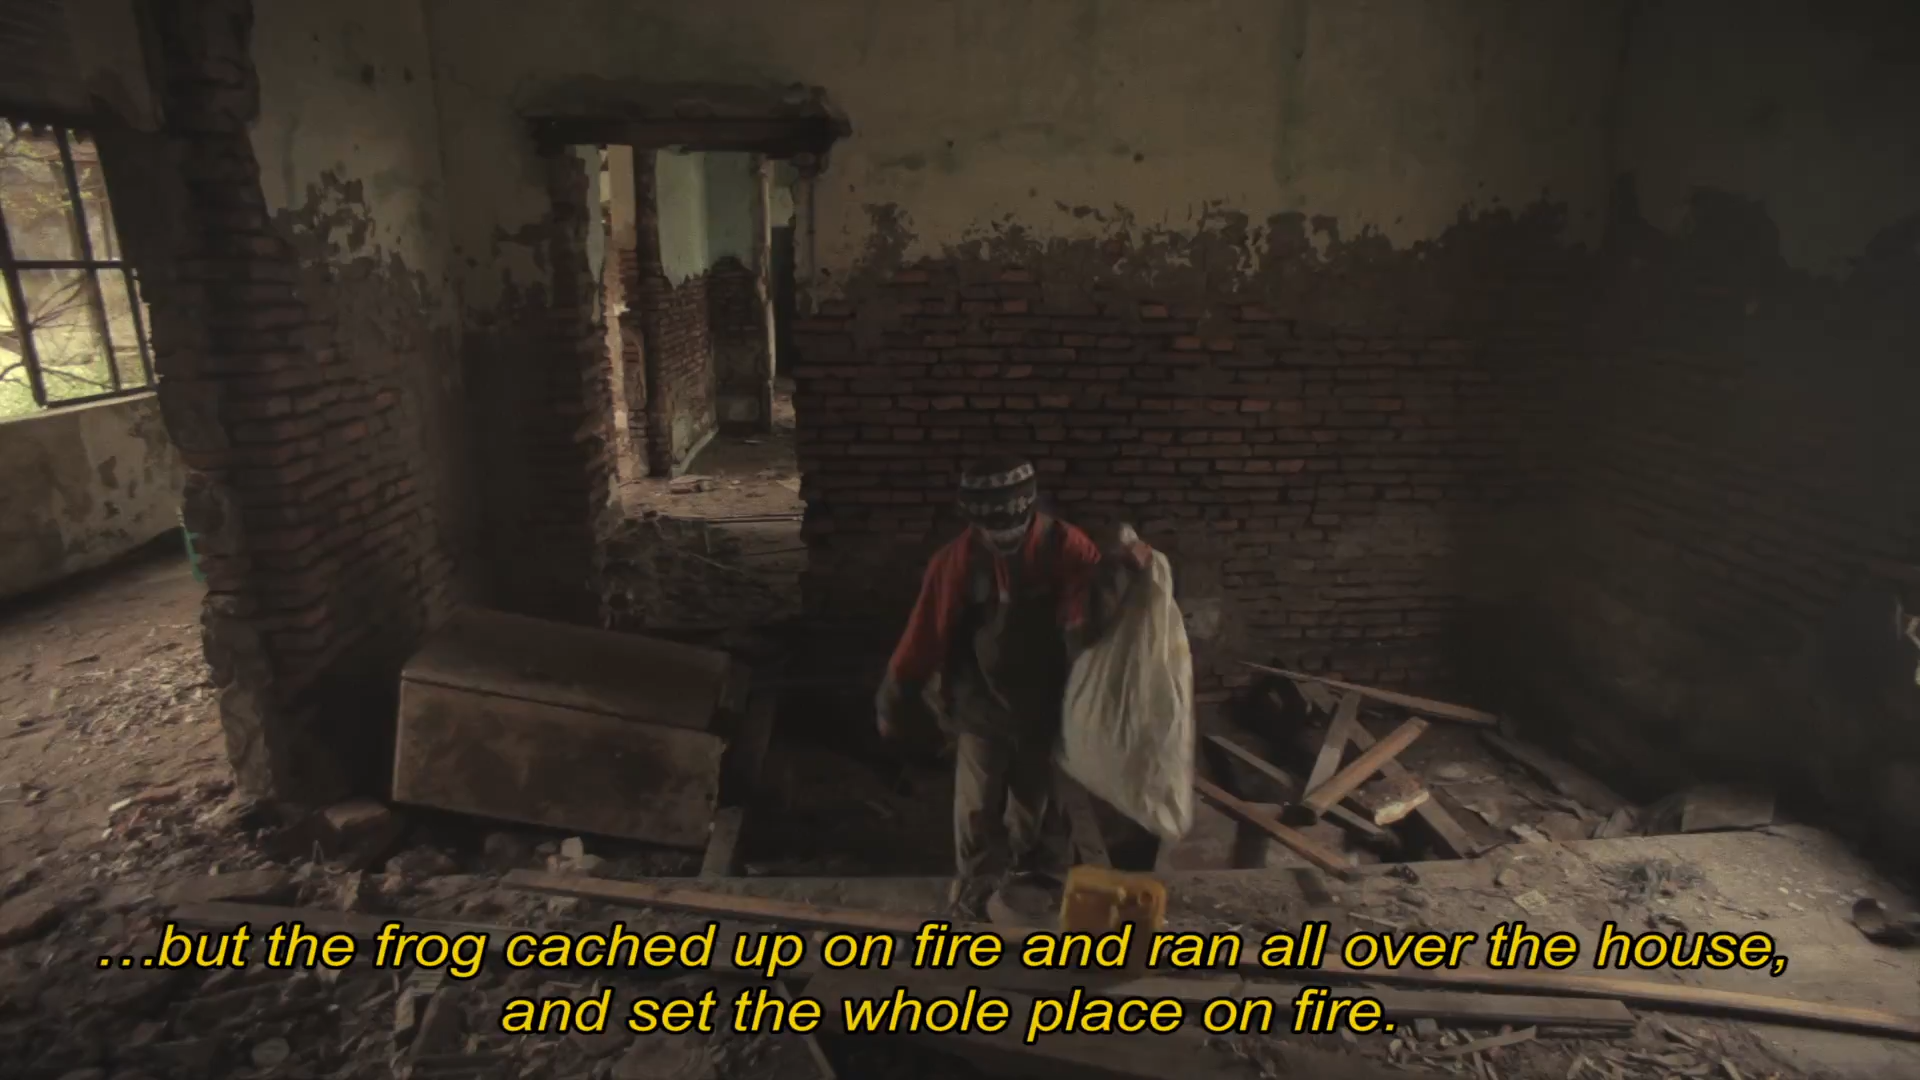 …but the frog cached up on fire and ran all over the house,
and set the whole place on fire.